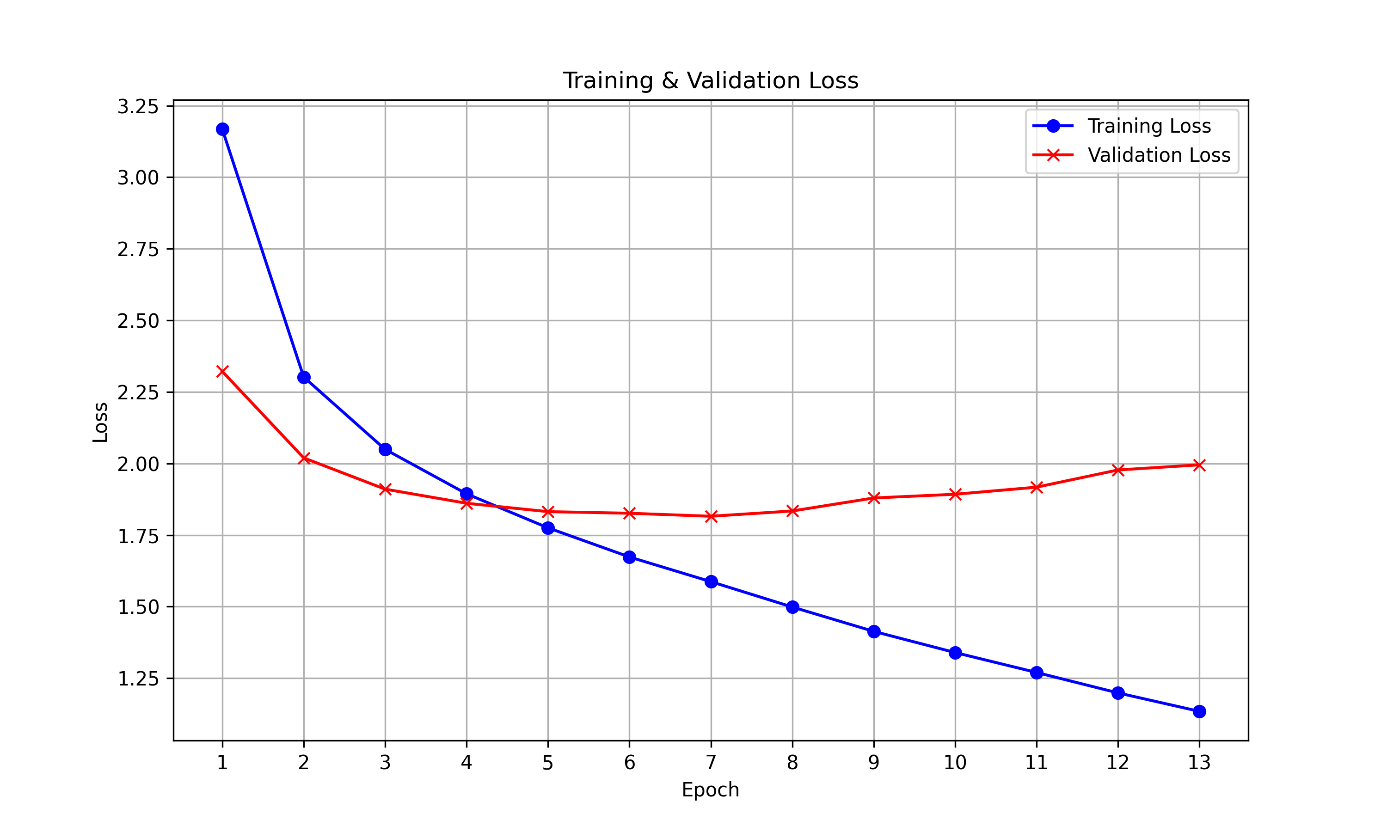 Training & Validation Loss
3.25
3.00
2.75
2.50
2.25
2.00
1.75
1.50
1.25
Loss
Training Loss
Validation Loss
1 2 3 4 5 6 7 8 9 10 11 12 13
Epoch